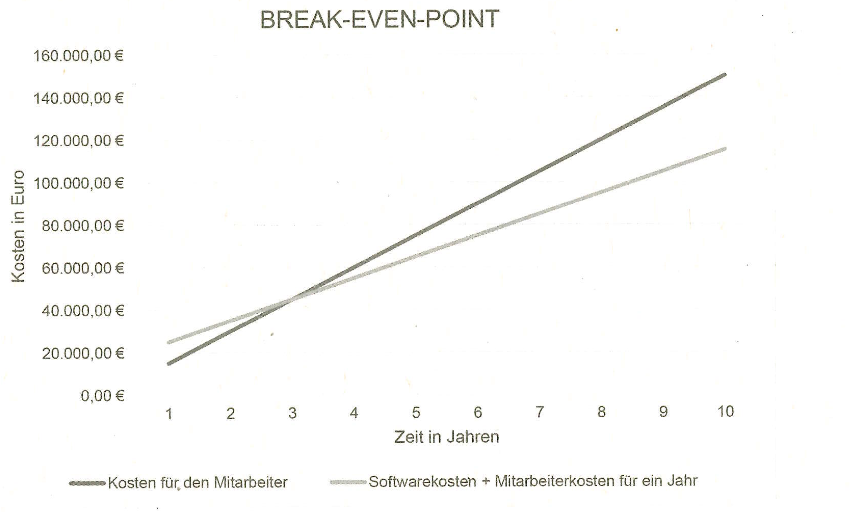 BREAK-EVEN-POINT
160.000,00 €
140.000,00 €
120.000,00 €
100.000,00 €
80.000,00 €
60.000,00 €
40.000,00 €
20.000,00 €
0,00 €
Kosten in Euro
1 2 3 4 5 6 7 8 9 10
Zeit in Jahren
Kosten für den Mitarbeiter
Softwarekosten + Mitarbeiterkosten für ein Jahr